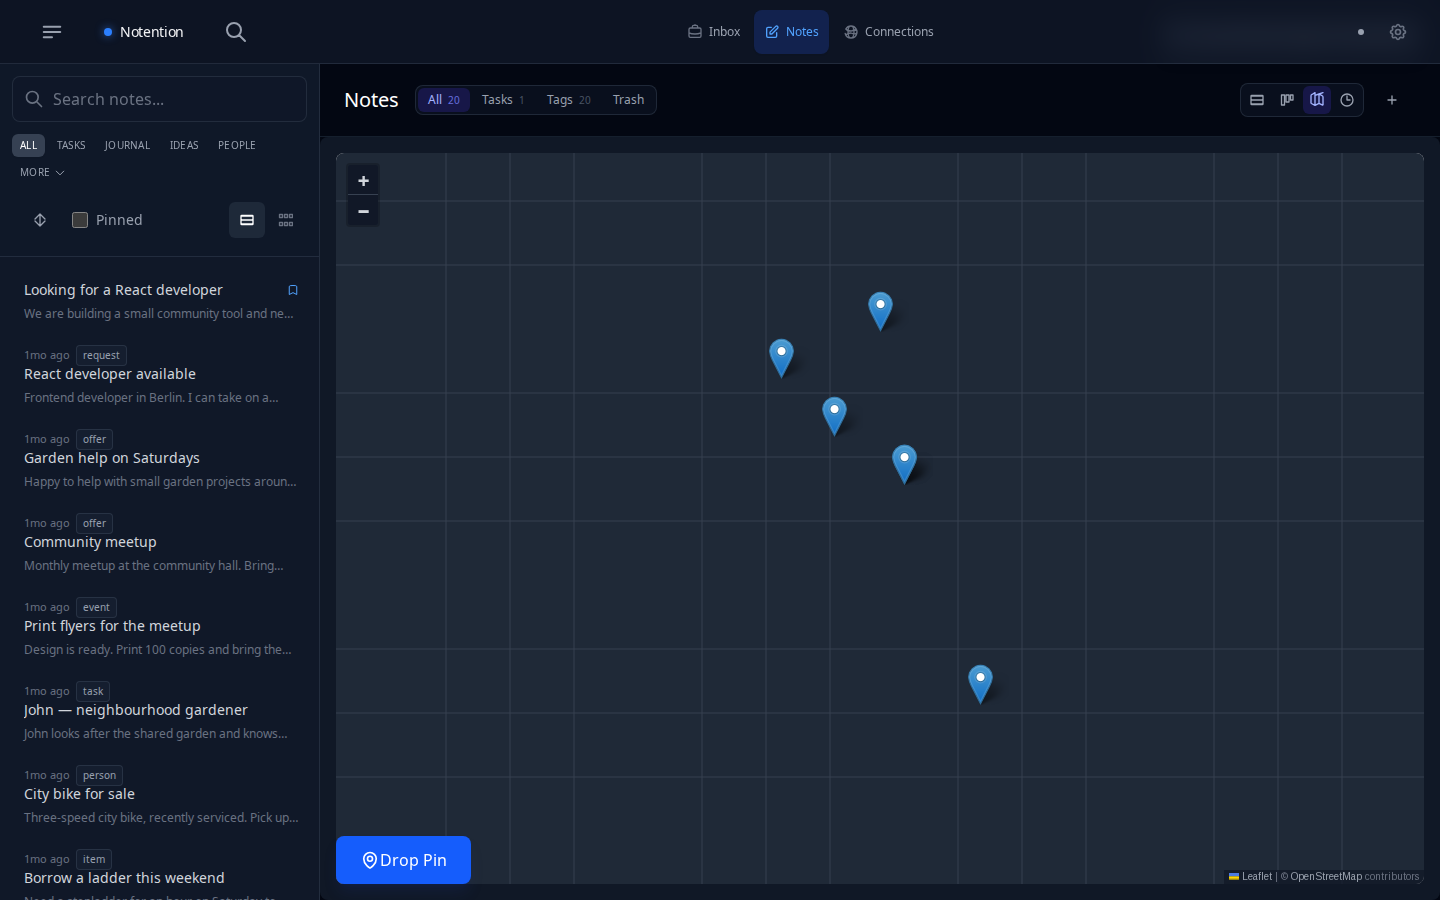 Notention
Inbox
Notes
Connections
Search notes...
ALL
TASKS
JOURNAL
IDEAS
PEOPLE
MORE
Pinned
Looking for a React developer
We are building a small community tool and ne...
1mo ago request
React developer available
Frontend developer in Berlin. I can take on a...
1mo ago offer
Garden help on Saturdays
Happy to help with small garden projects aroun...
1mo ago offer
Community meetup
Monthly meetup at the community hall. Bring...
1mo ago event
Print flyers for the meetup
Design is ready. Print 100 copies and bring the...
1mo ago task
John — neighbourhood gardener
John looks after the shared garden and knows...
1mo ago person
City bike for sale
Three-speed city bike, recently serviced. Pick up...
1mo ago item
Borrow a ladder this weekend
Notes
All 20
Tasks 1
Tags 20
Trash
+
+
−
Drop Pin
Leaflet | © OpenStreetMap contributors